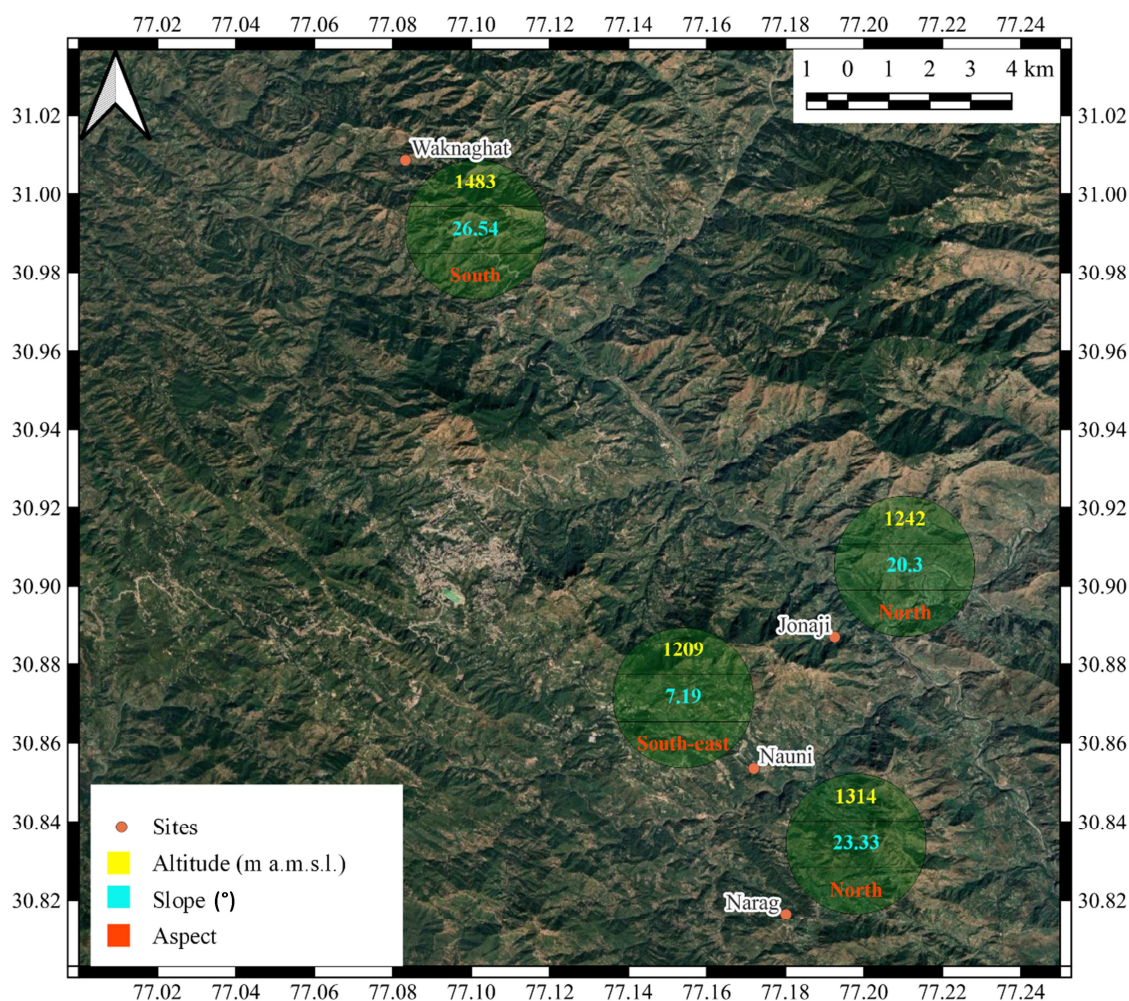 77.02 77.04 77.06 77.08 77.10 77.12 77.14 77.16 77.18 77.20 77.22 77.24
1 0 1 2 3 4 km
31.02 31.02
Waknaghat
1483
31.00 31.00
26.54
South
30.98 30.98
30.96 30.96
30.94 30.94
30.92 30.92
1242
20.3
30.90 30.90
North
Jonaji
1209
30.88 30.88
7.19
South-east
30.86 30.86
Nauni
1314
30.84 30.84
23.33
North
30.82 30.82
Narag
Sites
Altitude (m a.m.s.l.)
Slope (°)
Aspect
77.02 77.04 77.06 77.08 77.10 77.12 77.14 77.16 77.18 77.20 77.22 77.24